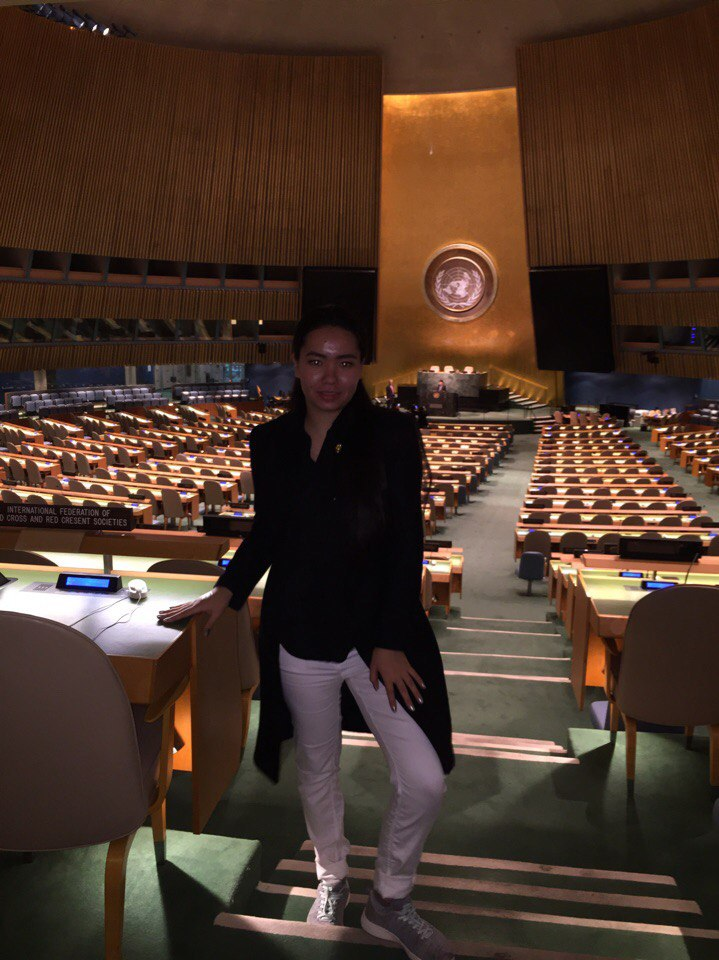 INTERNATIONAL FEDERATION OF
D CROSS AND RED CRESENT SOCIETIES